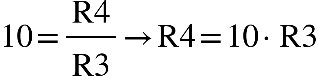 10 = R4/R3 → R4 = 10 · R3